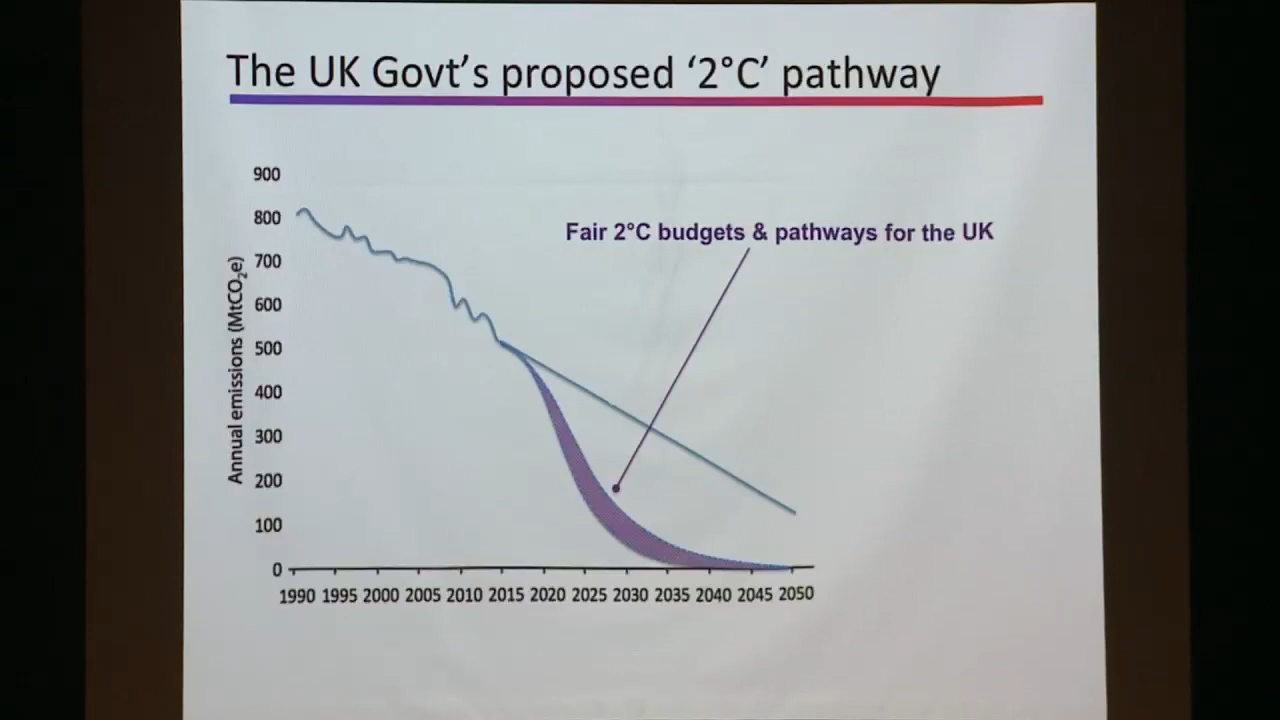 The UK Govt's proposed ‘2°C’ pathway
900
800
700
600
500
400
300
200
100
0
Annual emissions (MtCO₂e)
Fair 2°C budgets & pathways for the UK
1990 1995 2000 2005 2010 2015 2020 2025 2030 2035 2040 2045 2050